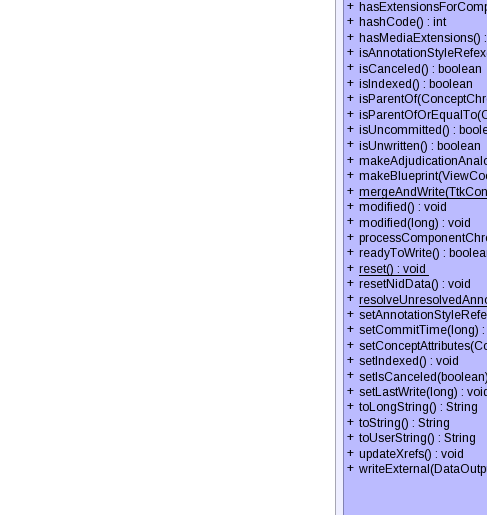 + hasExtensionsForComp
+ hashCode() : int
+ hasMediaExtensions() :
+ isAnnotationStyleRefex
+ isCanceled() : boolean
+ isIndexed() : boolean
+ isParentOf(ConceptChr
+ isParentOfOrEqualTo(C
+ isUncommitted() : boole
+ isUnwritten() : boolean
+ makeAdjudicationAnalo
+ makeBlueprint(ViewCoo
+ mergeAndWrite(TtkCon
+ modified() : void
+ modified(long) : void
+ processComponentChro
+ readyToWrite() : boolea
+ reset() : void
+ resetNidData() : void
+ resolveUnresolvedAnno
+ setAnnotationStyleRefe
+ setCommitTime(long) :
+ setConceptAttributes(Co
+ setIndexed() : void
+ setIsCanceled(boolean)
+ setLastWrite(long) : void
+ toLongString() : String
+ toString() : String
+ toUserString() : String
+ updateXrefs() : void
+ writeExternal(DataOutp